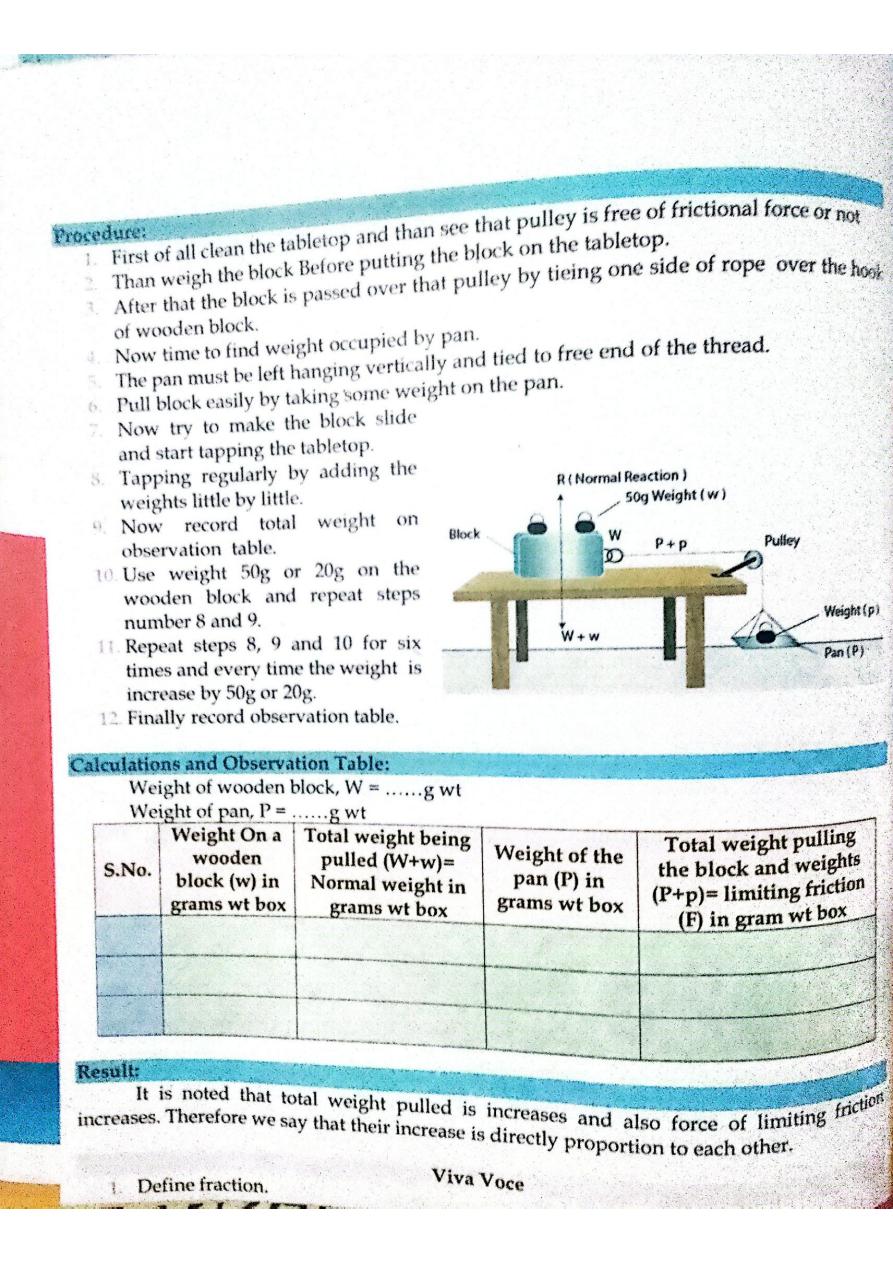 Procedure:
1. First of all clean the tabletop and than see that pulley is free of frictional force or not
2. Than weigh the block Before putting the block on the tabletop.
3. After that the block is passed over that pulley by tieing one side of rope over the hook
of wooden block.
4. Now time to find weight occupied by pan.
5. The pan must be left hanging vertically and tied to free end of the thread.
6. Pull block easily by taking some weight on the pan.
7. Now try to make the block slide
and start tapping the tabletop.
8. Tapping regularly by adding the
weights little by little.
9. Now record total weight on
observation table.
10. Use weight 50g or 20g on the
wooden block and repeat steps
number 8 and 9.
11. Repeat steps 8, 9 and 10 for six
times and every time the weight is
increase by 50g or 20g.
12. Finally record observation table.
R ( Normal Reaction )
50g Weight ( w )
Block
W
P + p
Pulley
Weight (p)
W + w
Pan (P)
Calculations and Observation Table:
Weight of wooden block, W = ......g wt
Weight of pan, P = ......g wt
S.No.
Weight On a
wooden
block (w) in
grams wt box
Total weight being
pulled (W+w)=
Normal weight in
grams wt box
Weight of the
pan (P) in
grams wt box
Total weight pulling
the block and weights
(P+p)= limiting friction
(F) in gram wt box
Result:
It is noted that total weight pulled is increases and also force of limiting friction
increases. Therefore we say that their increase is directly proportion to each other.
Viva Voce
1. Define fraction.